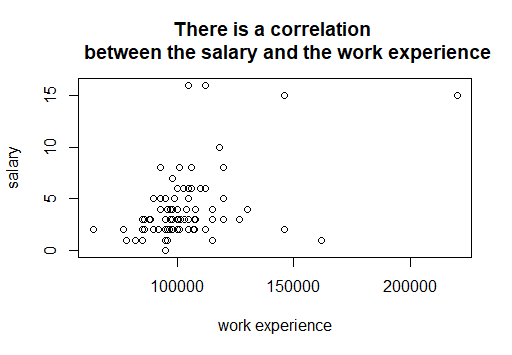 There is a correlation
between the salary and the work experience
15
10
5
0
salary
100000
150000
200000
work experience